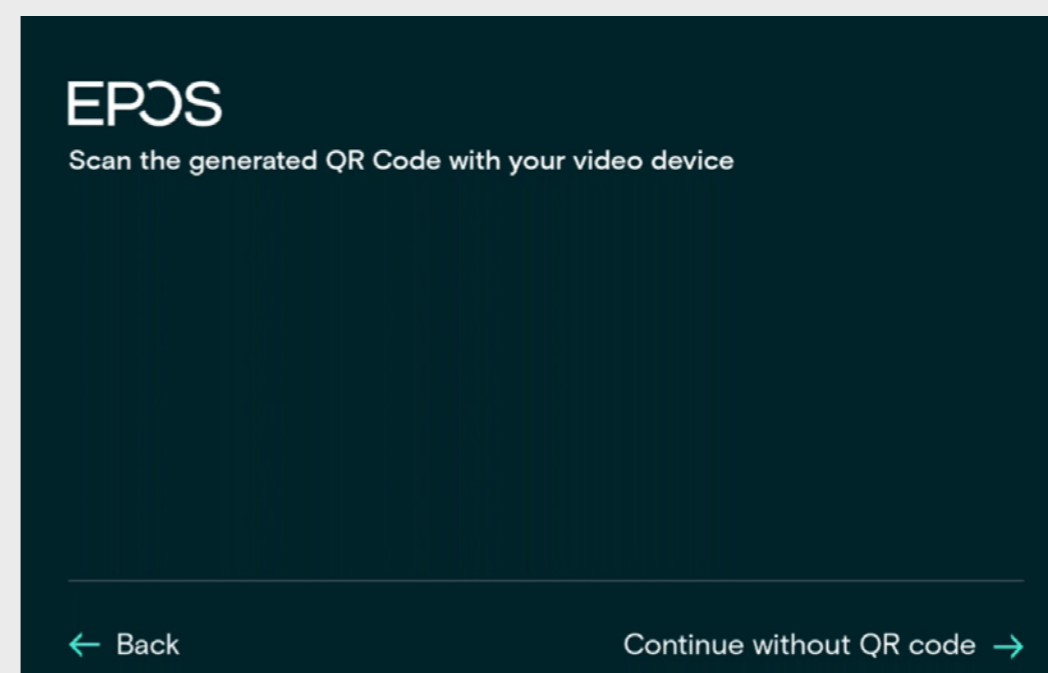 EPOS
Scan the generated QR Code with your video device
← Back
Continue without QR code →